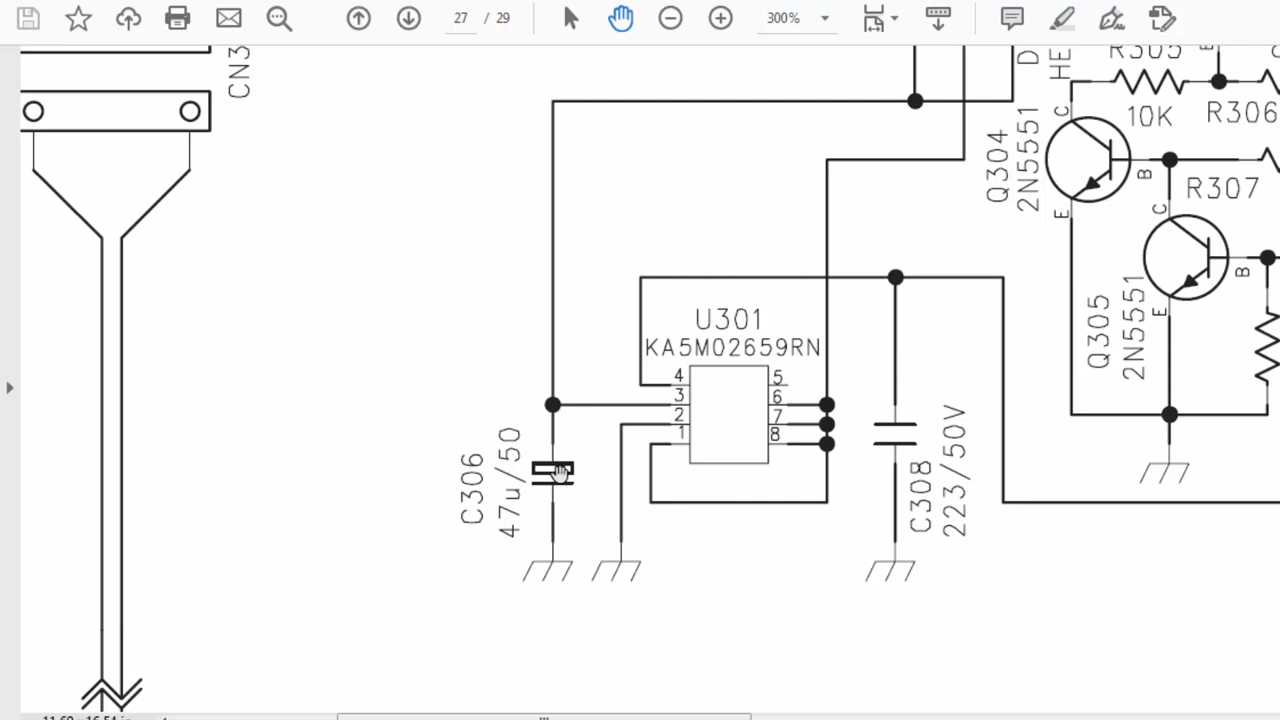 27 / 29
300%
CN3
D
HE
R305
10K
R306
C
Q304
2N5551
B
E
R307
C
B
Q305
2N5551
E
U301
KA5M02659RN
4
3
2
1
5
6
7
8
C306
47u/50
C308
223/50V